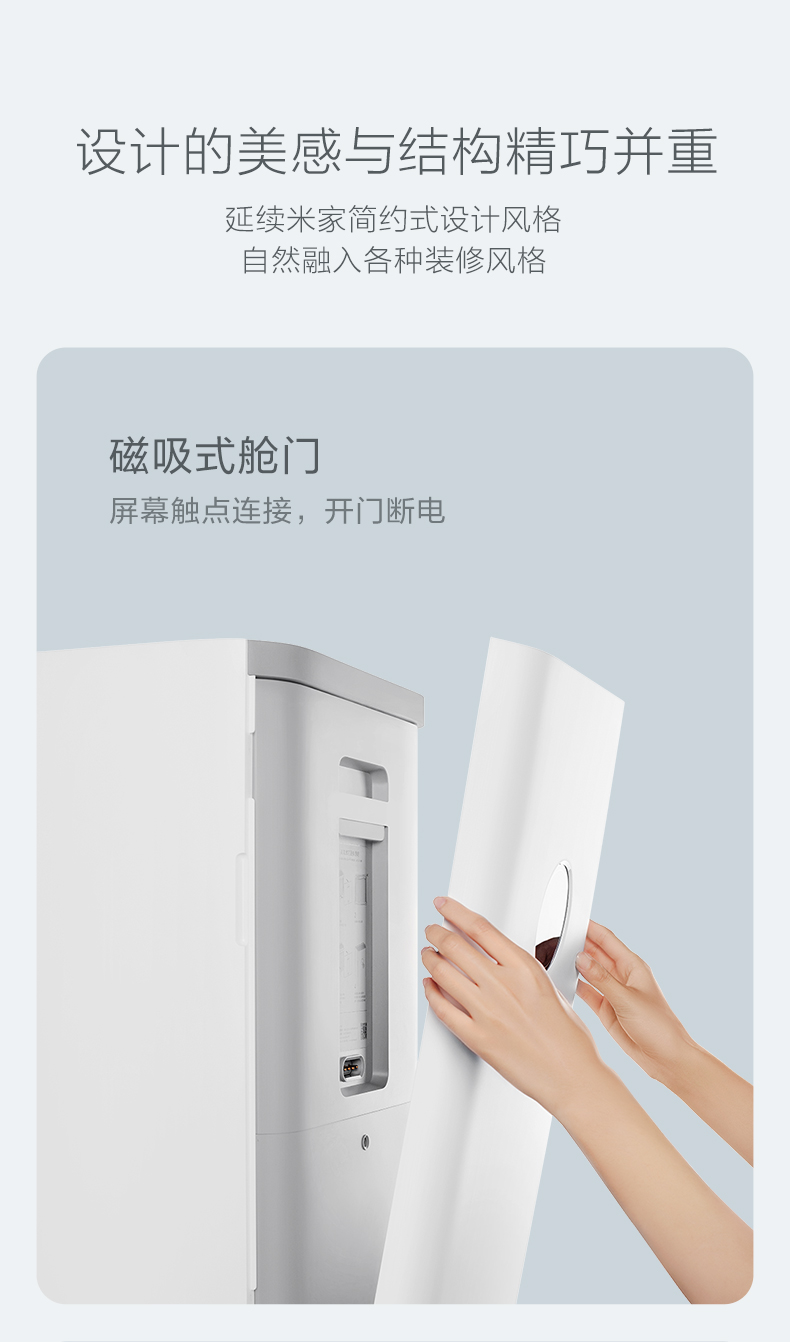 设计的美感与结构精巧并重
延续米家简约式设计风格
自然融入各种装修风格
磁吸式舱门
屏幕触点连接，开门断电